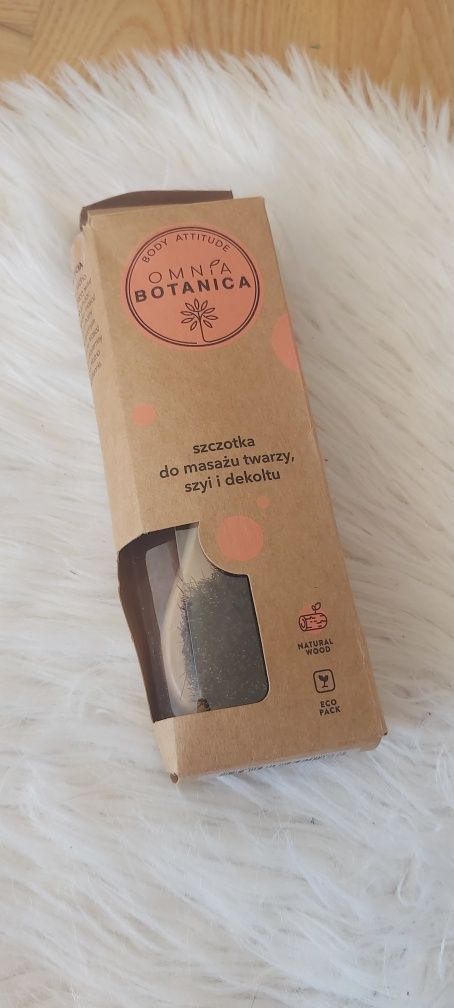 BODY ATTITUDE
OMNIA
BOTANICA
szczotka
do masażu twarzy,
szyi i dekoltu
NATURAL
WOOD
ECO
PACK